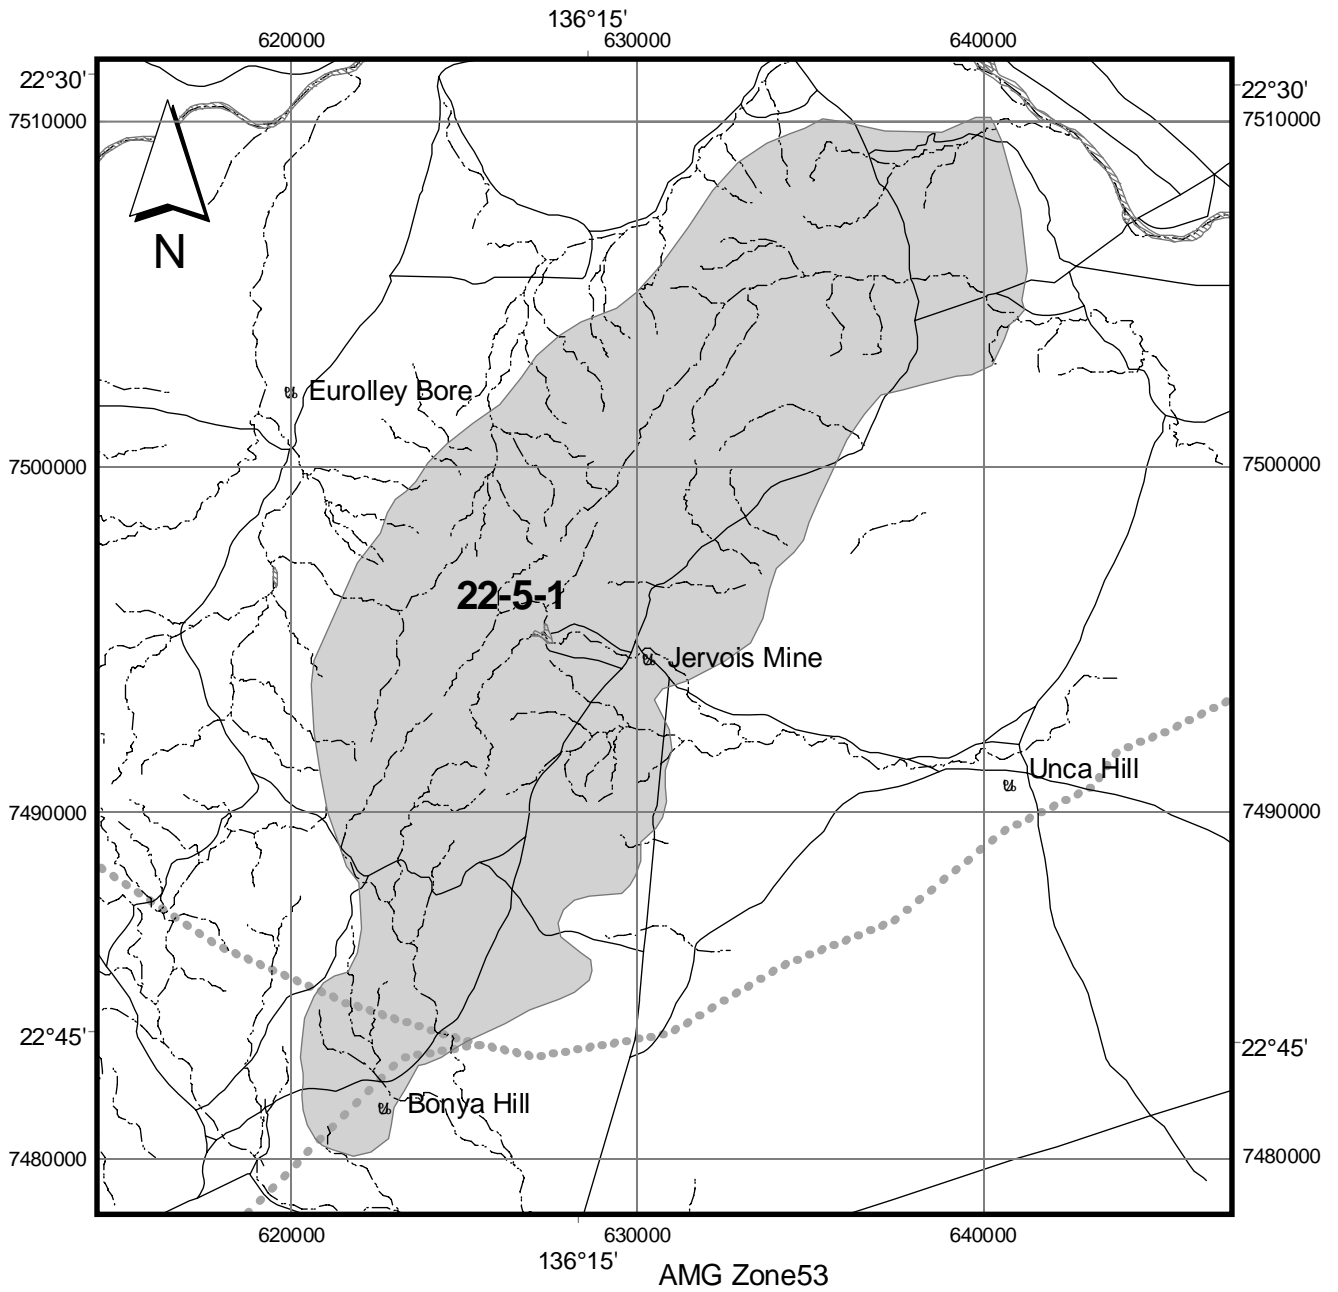 136°15'
620000 630000 640000
22°30' 22°30'
7510000 7510000
N
Eurolley Bore
7500000 7500000
22-5-1
Jervois Mine
Unca Hill
7490000 7490000
22°45' 22°45'
Bonya Hill
7480000 7480000
620000 630000 640000
136°15'
AMG Zone53